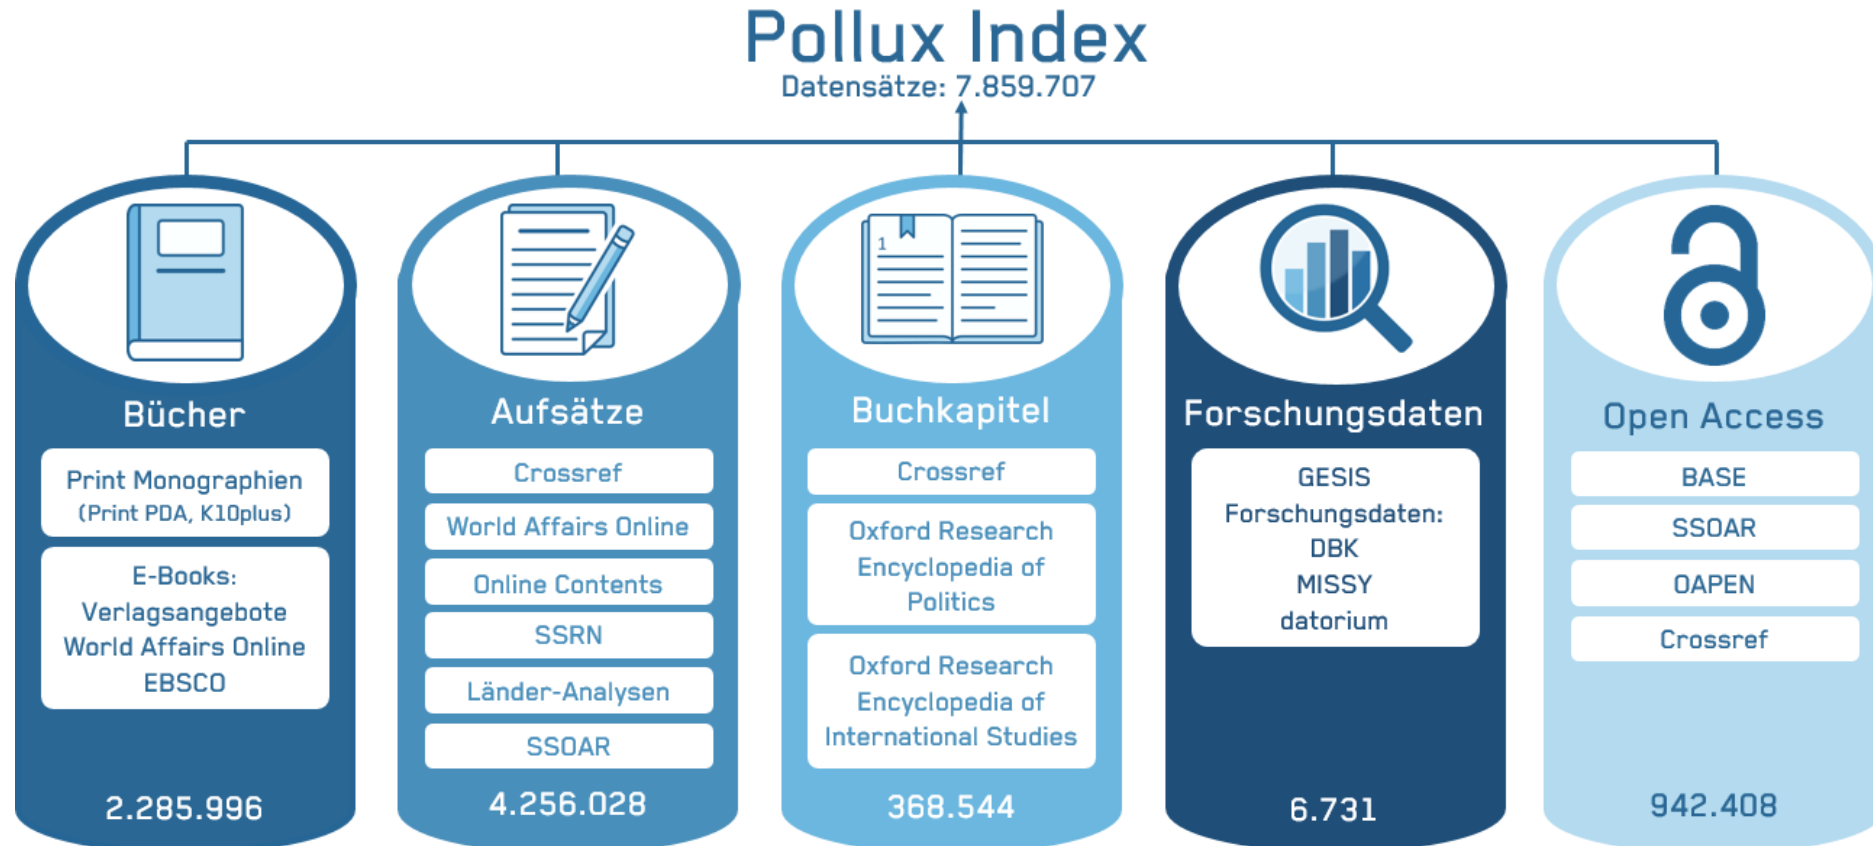 Pollux Index
Datensätze: 7.859.707
Bücher
Print Monographien
(Print PDA, K10plus)
E-Books:
Verlagsangebote
World Affairs Online
EBSCO
2.285.996
Aufsätze
Crossref
World Affairs Online
Online Contents
SSRN
Länder-Analysen
SSOAR
4.256.028
1
Buchkapitel
Crossref
Oxford Research
Encyclopedia of
Politics
Oxford Research
Encyclopedia of
International Studies
368.544
Forschungsdaten
GESIS
Forschungsdaten:
DBK
MISSY
datorium
6.731
Open Access
BASE
SSOAR
OAPEN
Crossref
942.408